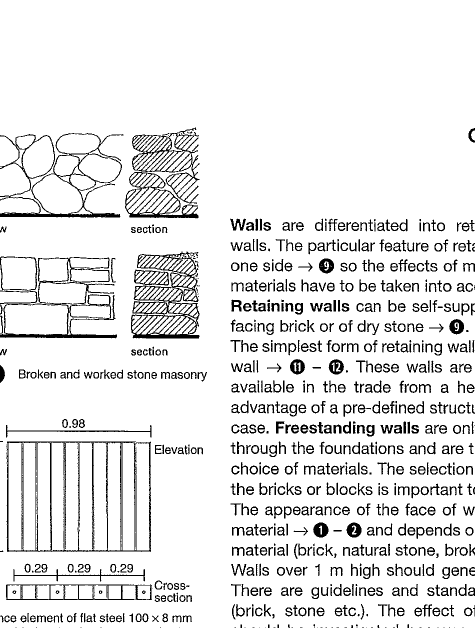 w
section
w
section
Broken and worked stone masonry
0.98
Elevation
0.29 0.29 0.29
Cross-
section
nce element of flat steel 100 × 8 mm
Walls are differentiated into ret
walls. The particular feature of reta
one side → 9 so the effects of m
materials have to be taken into acc
Retaining walls can be self-supp
facing brick or of dry stone → 9.
The simplest form of retaining wall
wall → 11 – 12. These walls are
available in the trade from a he
advantage of a pre-defined structu
case. Freestanding walls are onl
through the foundations and are t
choice of materials. The selection
the bricks or blocks is important to
The appearance of the face of w
material → 1 – 2 and depends o
material (brick, natural stone, brok
Walls over 1 m high should gene
There are guidelines and standa
(brick, stone etc.). The effect of